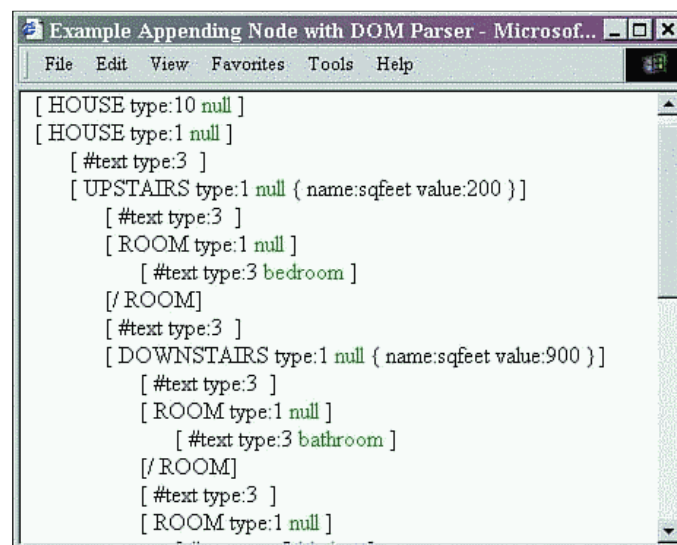 Example Appending Node with DOM Parser - Microsof...
File Edit View Favorites Tools Help
[ HOUSE type:10 null ]
[ HOUSE type:1 null ]
[ #text type:3 ]
[ UPSTAIRS type:1 null { name:sqfeet value:200 } ]
[ #text type:3 ]
[ ROOM type:1 null ]
[ #text type:3 bedroom ]
[/ ROOM]
[ #text type:3 ]
[ DOWNSTAIRS type:1 null { name:sqfeet value:900 } ]
[ #text type:3 ]
[ ROOM type:1 null ]
[ #text type:3 bathroom ]
[/ ROOM]
[ #text type:3 ]
[ ROOM type:1 null ]